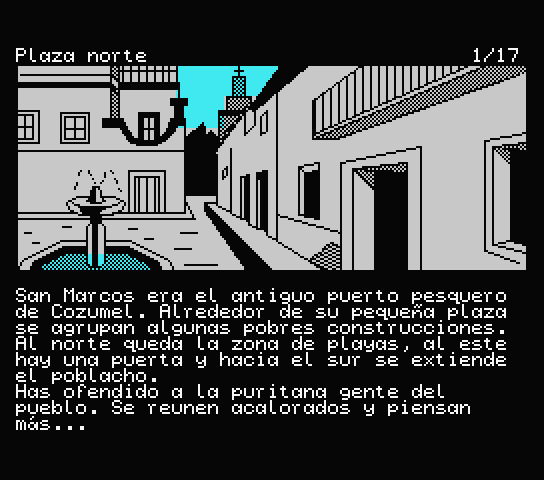 Plaza norte 1/17
San Marcos era el antiguo puerto pesquero
de Cozumel. Alrededor de su pequeña plaza
se agrupan algunas pobres construcciones.
Al norte queda la zona de playas, al este
hay una puerta y hacia el sur se extiende
el poblacho.
Has ofendido a la puritana gente del
pueblo. Se reunen acalorados y piensan
más...